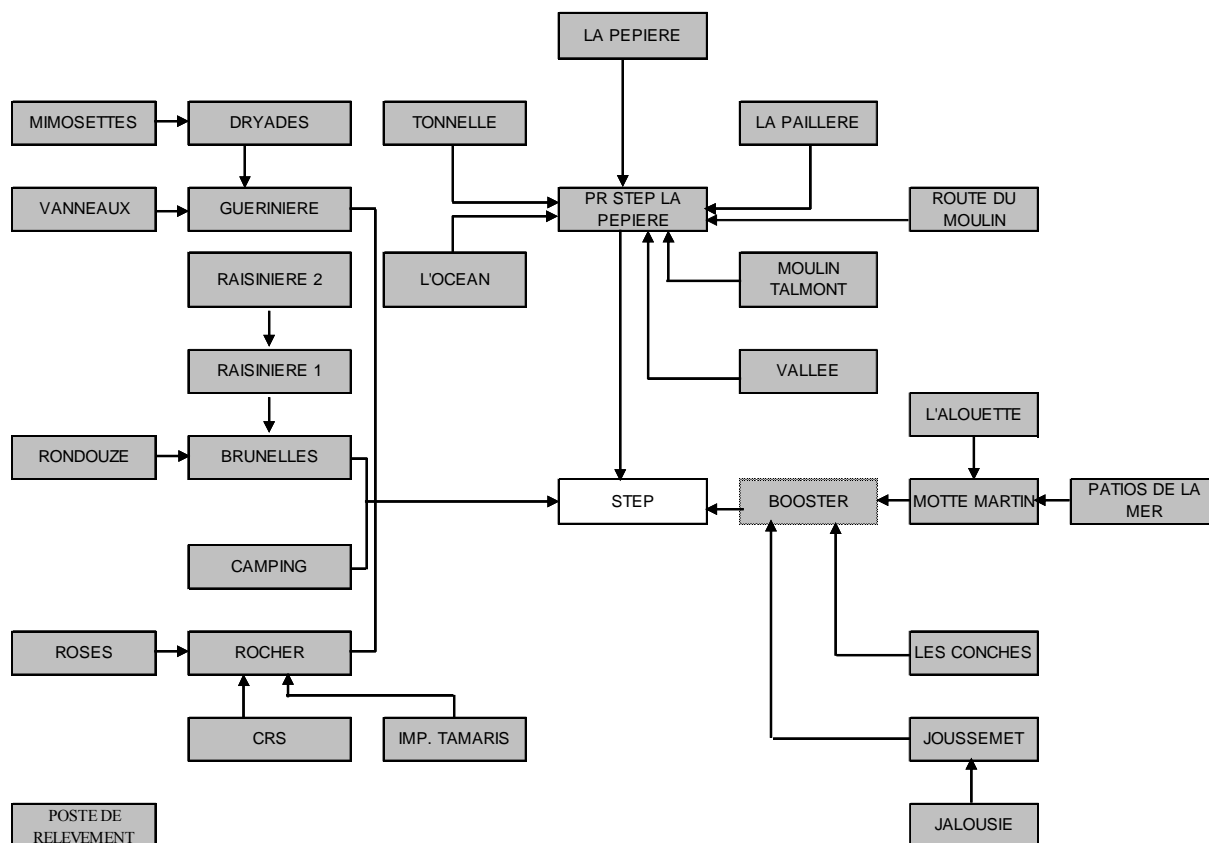 LA PEPIERE
MIMOSETTES
DRYADES
TONNELLE
LA PAILLERE
VANNEAUX
GUERINIERE
PR STEP LA
PEPIERE
ROUTE DU
MOULIN
RAISINIERE 2
L'OCEAN
MOULIN
TALMONT
RAISINIERE 1
VALLEE
L'ALOUETTE
RONDOUZE
BRUNELLES
STEP
BOOSTER
MOTTE MARTIN
PATIOS DE LA
MER
CAMPING
ROSES
ROCHER
LES CONCHES
CRS
IMP. TAMARIS
JOUSSEMET
POSTE DE
RELEVEMENT
JALOUSIE